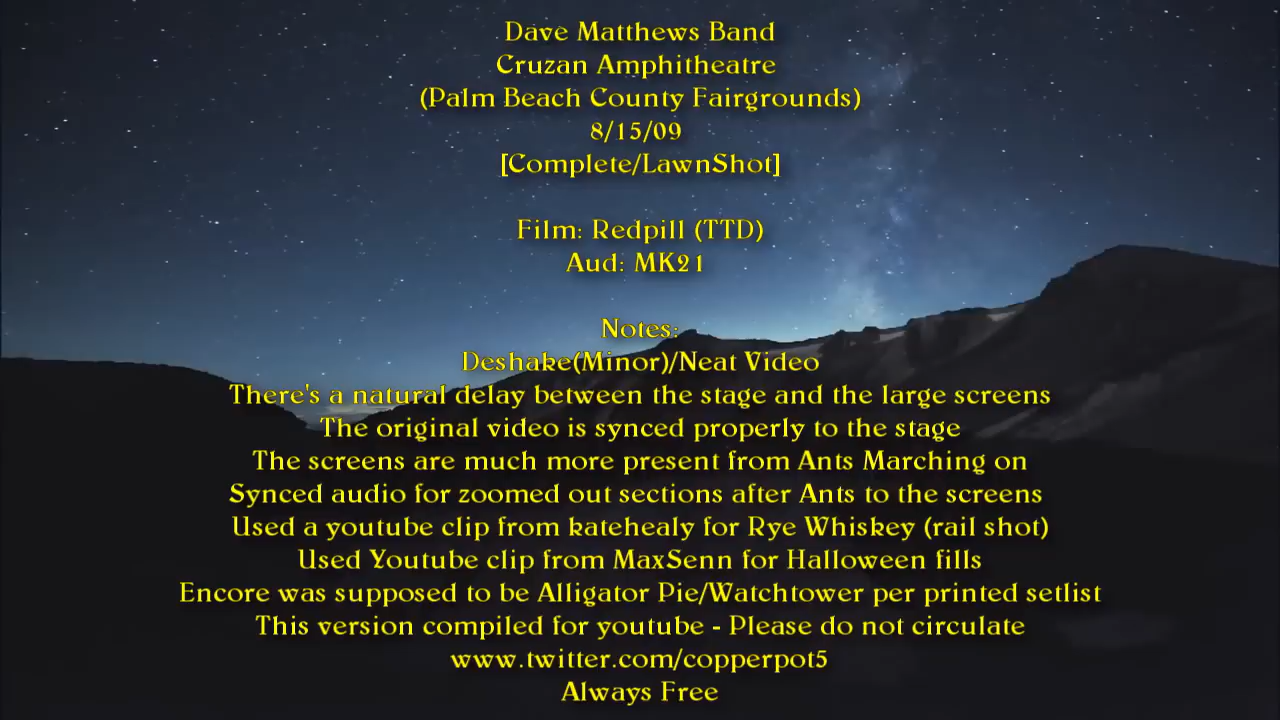 Dave Matthews Band
Cruzan Amphitheatre
(Palm Beach County Fairgrounds)
8/15/09
[Complete/LawnShot]
Film: Redpill (TTD)
Aud: MK21
Notes:
Deshake(Minor)/Neat Video
There's a natural delay between the stage and the large screens
The original video is synced properly to the stage
The screens are much more present from Ants Marching on
Synced audio for zoomed out sections after Ants to the screens
Used a youtube clip from katehealy for Rye Whiskey (rail shot)
Used Youtube clip from MaxSenn for Halloween fills
Encore was supposed to be Alligator Pie/Watchtower per printed setlist
This version compiled for youtube - Please do not circulate
www.twitter.com/copperpot5
Always Free